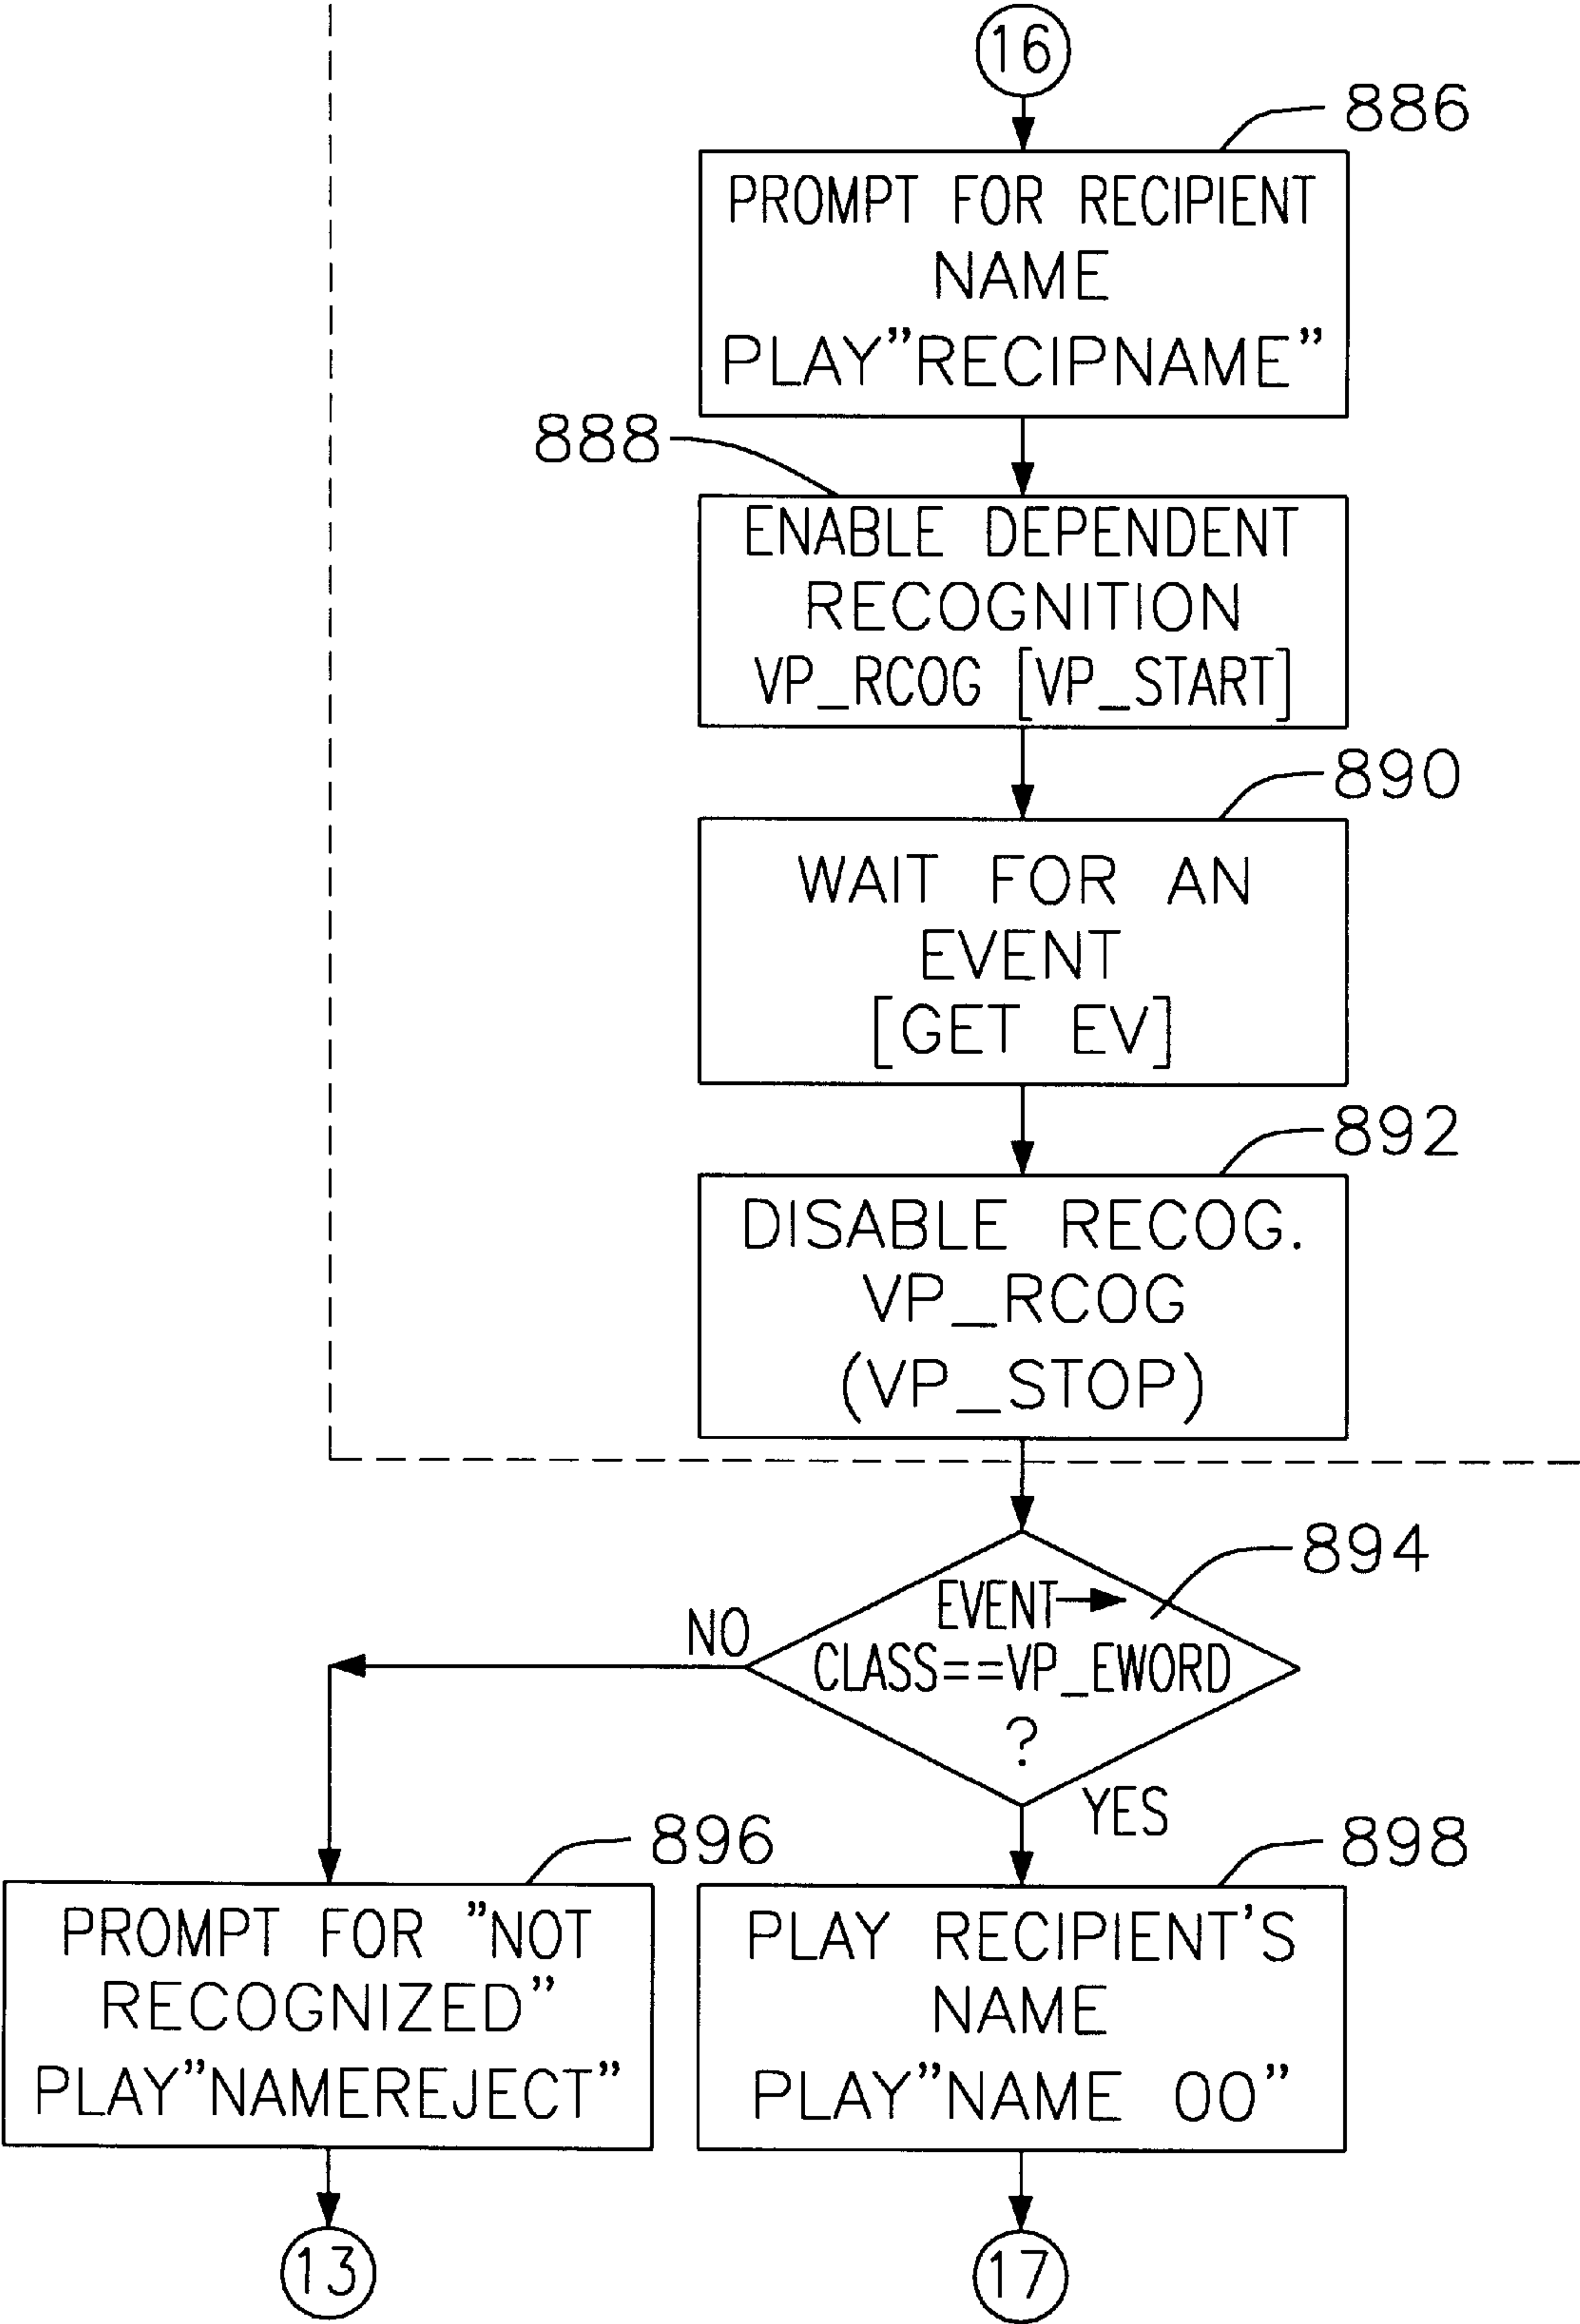 16
886
PROMPT FOR RECIPIENT
NAME
PLAY"RECIPNAME"
888
ENABLE DEPENDENT
RECOGNITION
VP_RCOG [VP_START]
890
WAIT FOR AN
EVENT
[GET EV]
892
DISABLE RECOG.
VP_RCOG
(VP_STOP)
894
EVENT→
CLASS==VP_EWORD
?
NO
YES
896
PROMPT FOR "NOT
RECOGNIZED"
PLAY"NAMEREJECT"
898
PLAY RECIPIENT'S
NAME
PLAY"NAME 00"
13
17